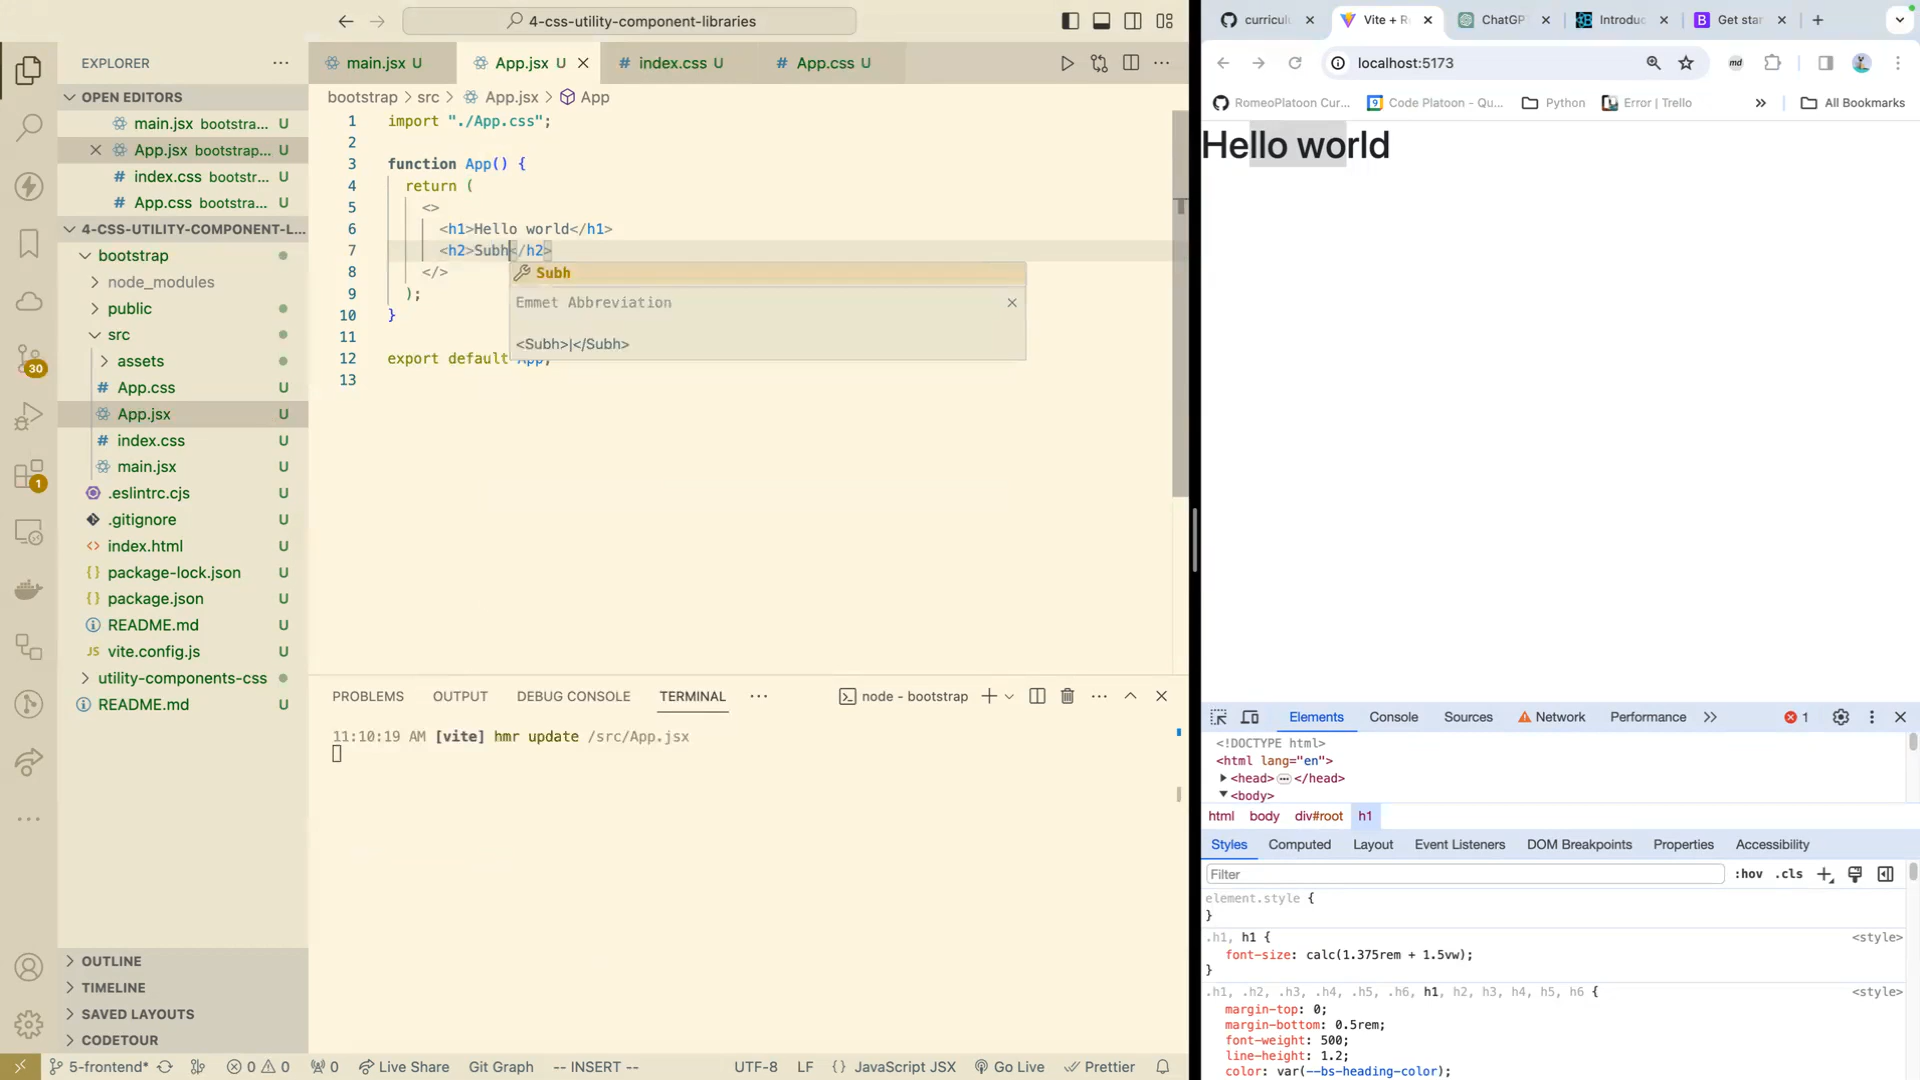 4-css-utility-component-libraries
EXPLORER
OPEN EDITORS
main.jsx bootstra... U
App.jsx bootstrap... U
index.css bootstr... U
App.css bootstra... U
4-CSS-UTILITY-COMPONENT-L...
bootstrap
node_modules
public
src
assets
App.css U
App.jsx U
index.css U
main.jsx U
.eslintrc.cjs U
.gitignore U
index.html U
package-lock.json U
package.json U
README.md U
vite.config.js U
utility-components-css
README.md U
OUTLINE
TIMELINE
SAVED LAYOUTS
CODETOUR
30
1
main.jsx U
App.jsx U
index.css U
App.css U
bootstrap > src > App.jsx > App
1 import "./App.css";
2
3 function App() {
4 return (
5 <>
6 <h1>Hello world</h1>
7 <h2>Subh</h2>
8 </>
9 );
10 }
11
12 export default App;
13
Subh
Emmet Abbreviation
<Subh>|</Subh>
PROBLEMS OUTPUT DEBUG CONSOLE TERMINAL
node - bootstrap
11:10:19 AM [vite] hmr update /src/App.jsx
5-frontend* 0 0 0 Live Share Git Graph -- INSERT -- UTF-8 LF {} JavaScript JSX Go Live Prettier
curricul
Vite + R
ChatGP
Introduc
Get star
localhost:5173
md
RomeoPlatoon Cur...
Code Platoon - Qu...
Python
Error | Trello
All Bookmarks
Hello world
Elements Console Sources Network Performance 1
<!DOCTYPE html>
<html lang="en">
<head> </head>
<body>
html body div#root h1
Styles Computed Layout Event Listeners DOM Breakpoints Properties Accessibility
Filter :hov .cls
element.style {
}
.h1, h1 { <style>
font-size: calc(1.375rem + 1.5vw);
}
.h1, .h2, .h3, .h4, .h5, .h6, h1, h2, h3, h4, h5, h6 { <style>
margin-top: 0;
margin-bottom: 0.5rem;
font-weight: 500;
line-height: 1.2;
color: var(--bs-heading-color);